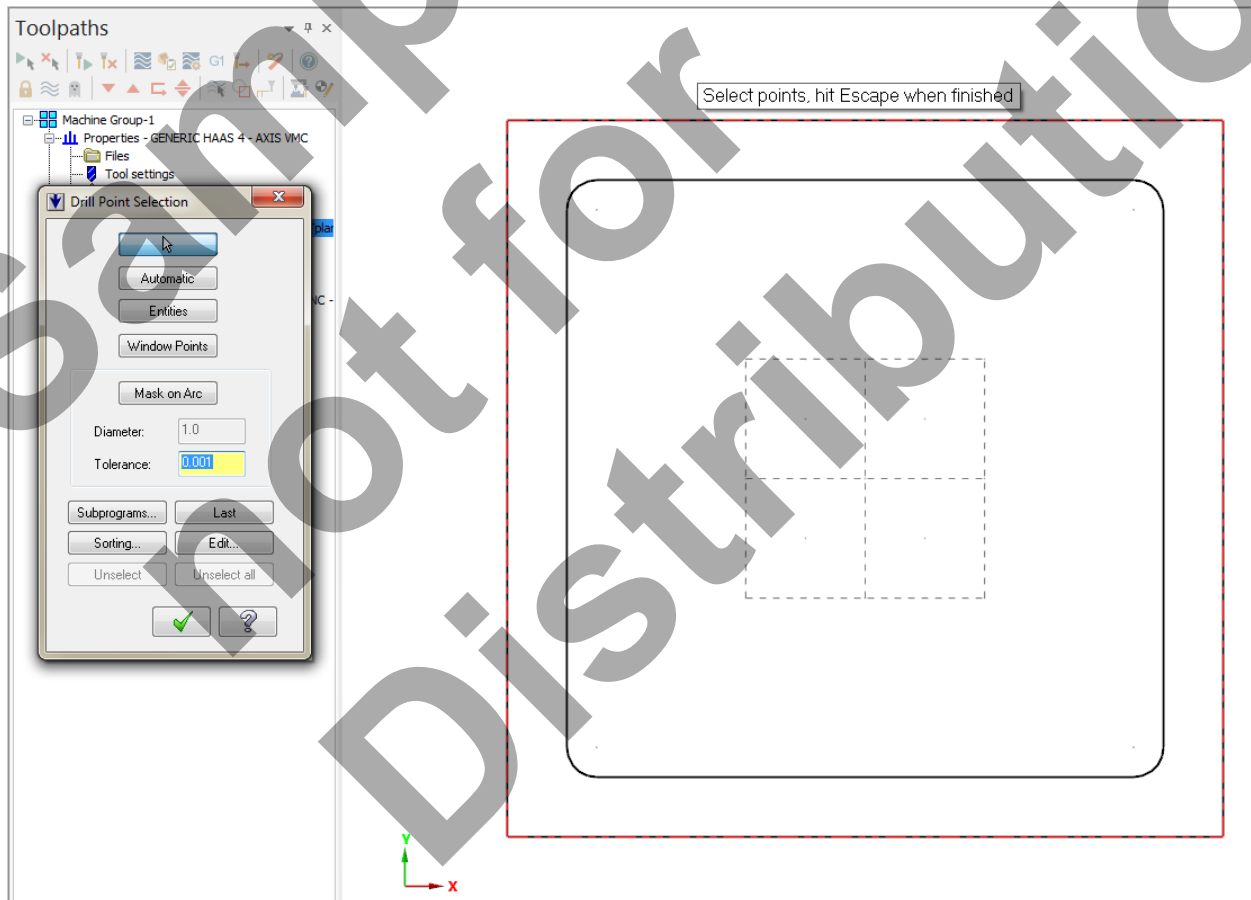 Toolpaths
G1
Select points, hit Escape when finished
Machine Group-1
Properties - GENERIC HAAS 4 - AXIS VMC
Files
Tool settings
Drill Point Selection
Tplan
Automatic
Entities
NC -
Window Points
Mask on Arc
Diameter: 1.0
Tolerance: 0.001
Subprograms... Last
Sorting... Edit...
Unselect Unselect all
Y
X
Sample
not for
Distribution